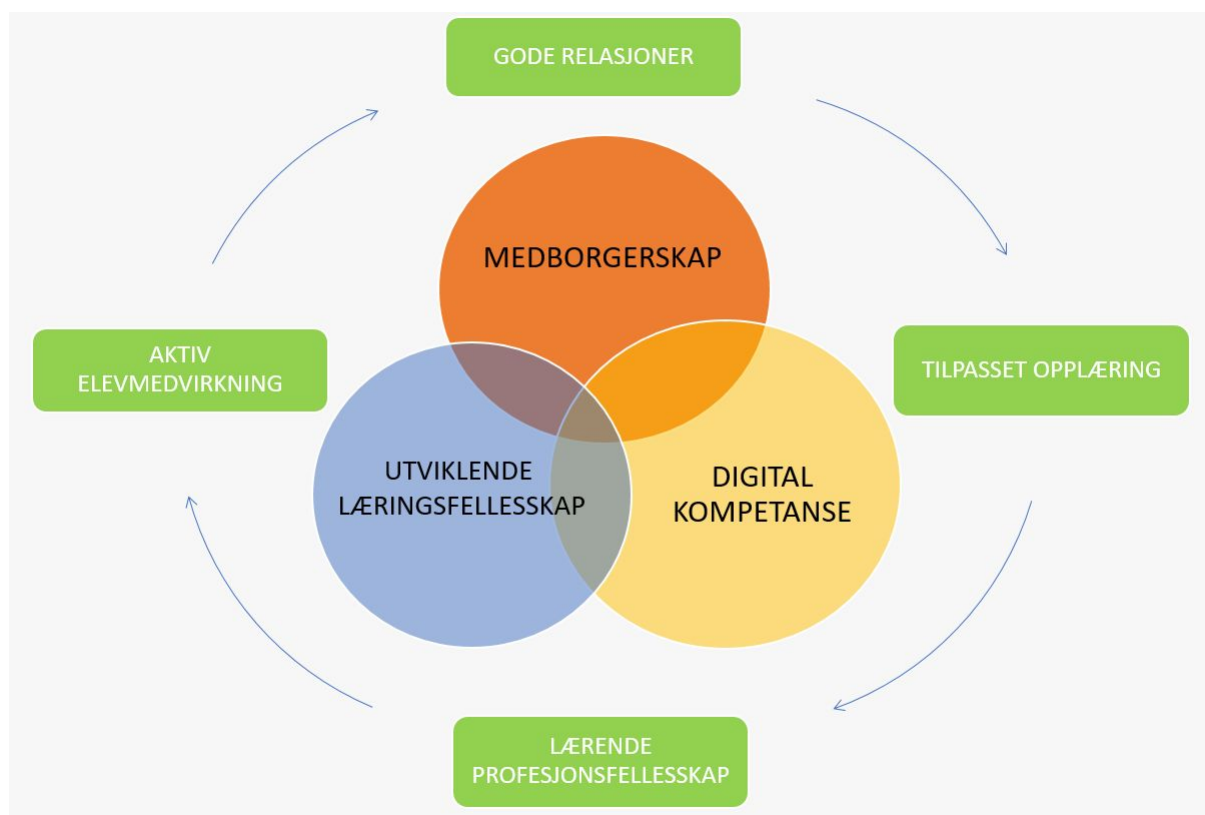 GODE RELASJONER
MEDBORGERSKAP
AKTIV
ELEVMEDVIRKNING
TILPASSET OPPLÆRING
UTVIKLENDE
LÆRINGSFELLESSKAP
DIGITAL
KOMPETANSE
LÆRENDE
PROFESJONSFELLESSKAP